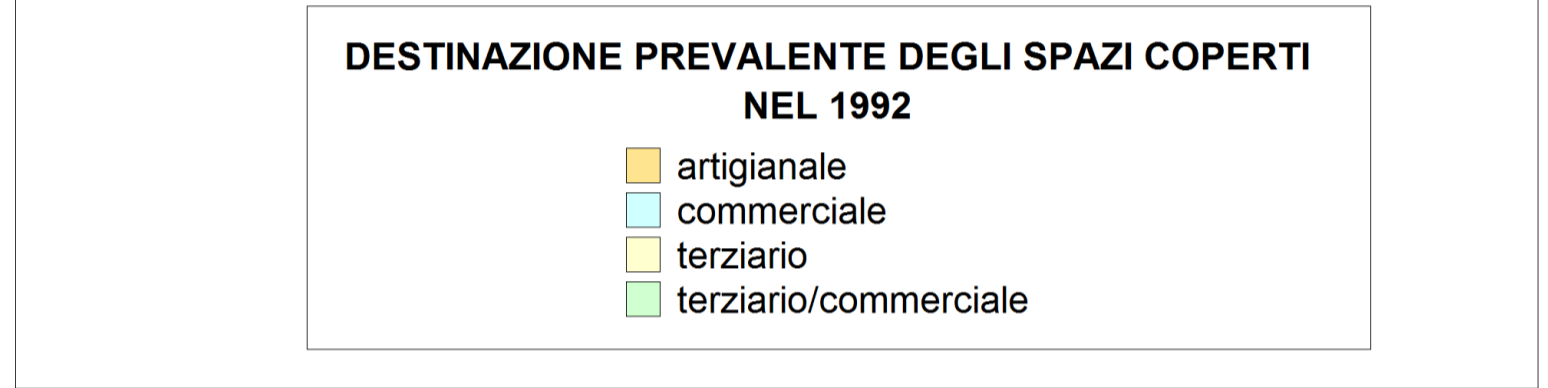 DESTINAZIONE PREVALENTE DEGLI SPAZI COPERTI
NEL 1992
artigianale
commerciale
terziario
terziario/commerciale